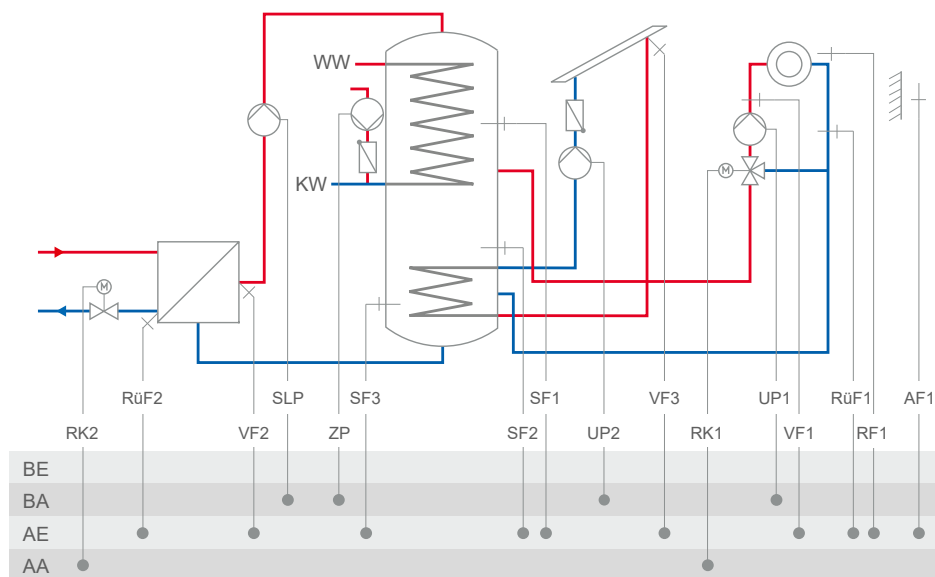 WW
KW
M
M
RüF2 SLP SF3 SF1 VF3 UP1 RüF1 AF1
RK2 VF2 ZP SF2 UP2 RK1 VF1 RF1
BE
BA
AE
AA